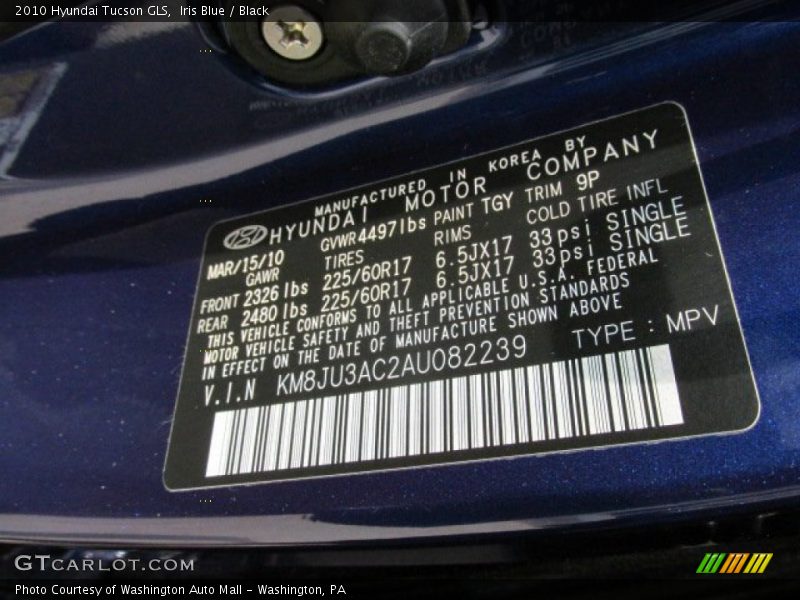 2010 Hyundai Tucson GLS,  Iris Blue / Black
MANUFACTURED IN KOREA BY
HYUNDAI MOTOR COMPANY
MAR/15/10 GVWR 4497 lbs PAINT TGY TRIM 9P
GAWR TIRES RIMS COLD TIRE INFL
FRONT 2326 lbs 225/60R17 6.5JX17 33 psi SINGLE
REAR 2480 lbs 225/60R17 6.5JX17 33 psi SINGLE
THIS VEHICLE CONFORMS TO ALL APPLICABLE U.S.A. FEDERAL
MOTOR VEHICLE SAFETY AND THEFT PREVENTION STANDARDS
IN EFFECT ON THE DATE OF MANUFACTURE SHOWN ABOVE
V.I.N KM8JU3AC2AU082239 TYPE : MPV
GTCARLOT.COM
Photo Courtesy of Washington Auto Mall - Washington, PA